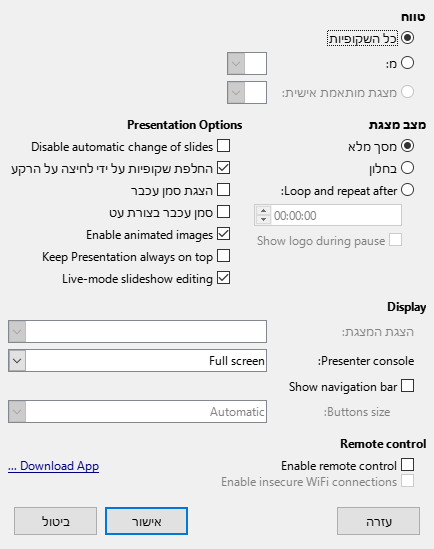 טווח
כל השקופיות
מ:
מצגת מותאמת אישית:
מצב מצגת
מסך מלא
בחלון
Loop and repeat after:
00:00:00
Show logo during pause
Presentation Options
Disable automatic change of slides
החלפת שקופיות על ידי לחיצה על הרקע
הצגת סמן עכבר
סמן עכבר בצורת עט
Enable animated images
Keep Presentation always on top
Live-mode slideshow editing
Display
הצגת המצגת:
Presenter console:
Full screen
Show navigation bar
Buttons size:
Automatic
Remote control
Enable remote control
Download App ...
Enable insecure WiFi connections
עזרה
אישור
ביטול